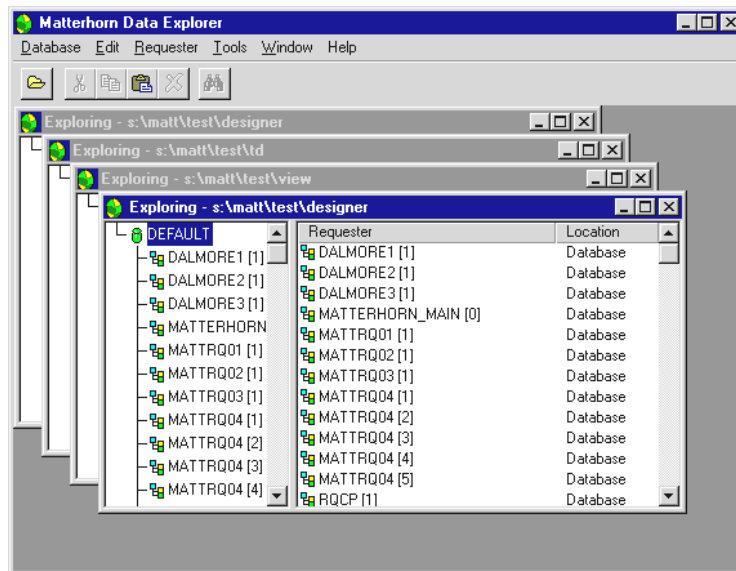 Matterhorn Data Explorer
Database Edit Requester Tools Window Help
Exploring - s:\matt\test\designer
Exploring - s:\matt\test\td
Exploring - s:\matt\test\view
Exploring - s:\matt\test\designer
DEFAULT
DALMORE1 [1]
DALMORE2 [1]
DALMORE3 [1]
MATTERHORN
MATTRQ01 [1]
MATTRQ02 [1]
MATTRQ03 [1]
MATTRQ04 [1]
MATTRQ04 [2]
MATTRQ04 [3]
MATTRQ04 [4]
Requester Location
DALMORE1 [1] Database
DALMORE2 [1] Database
DALMORE3 [1] Database
MATTERHORN_MAIN [0] Database
MATTRQ01 [1] Database
MATTRQ02 [1] Database
MATTRQ03 [1] Database
MATTRQ04 [1] Database
MATTRQ04 [2] Database
MATTRQ04 [3] Database
MATTRQ04 [4] Database
MATTRQ04 [5] Database
RQCP [1] Database